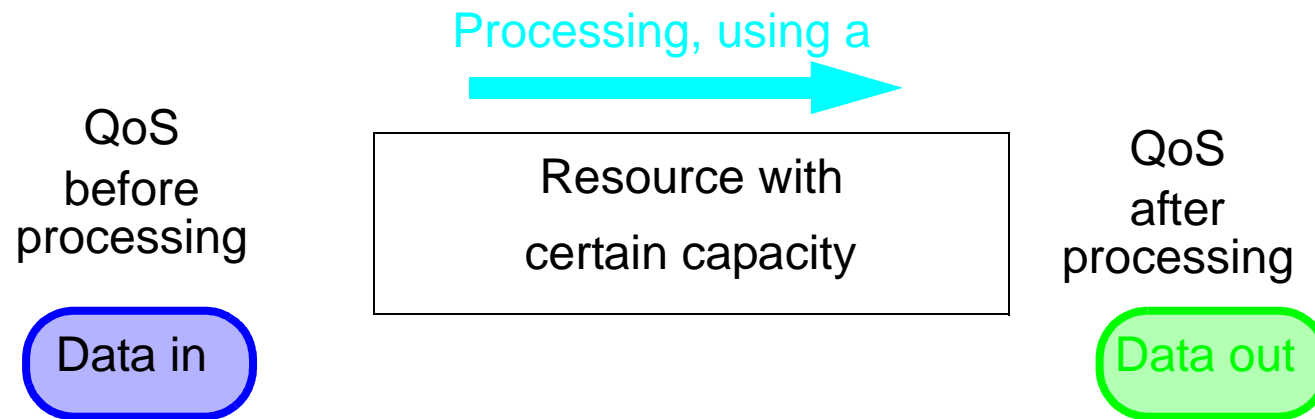 Processing, using a
QoS
before
processing
Data in
Resource with
certain capacity
QoS
after
processing
Data out